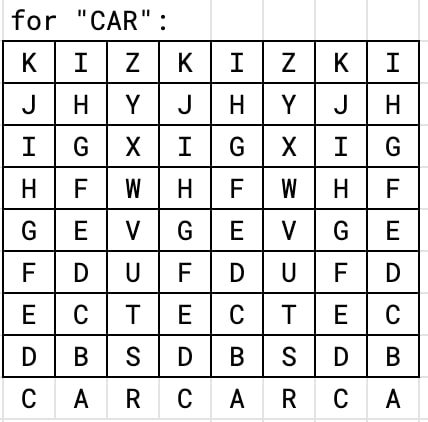 for "CAR":
K I Z K I Z K I
J H Y J H Y J H
I G X I G X I G
H F W H F W H F
G E V G E V G E
F D U F D U F D
E C T E C T E C
D B S D B S D B
C A R C A R C A